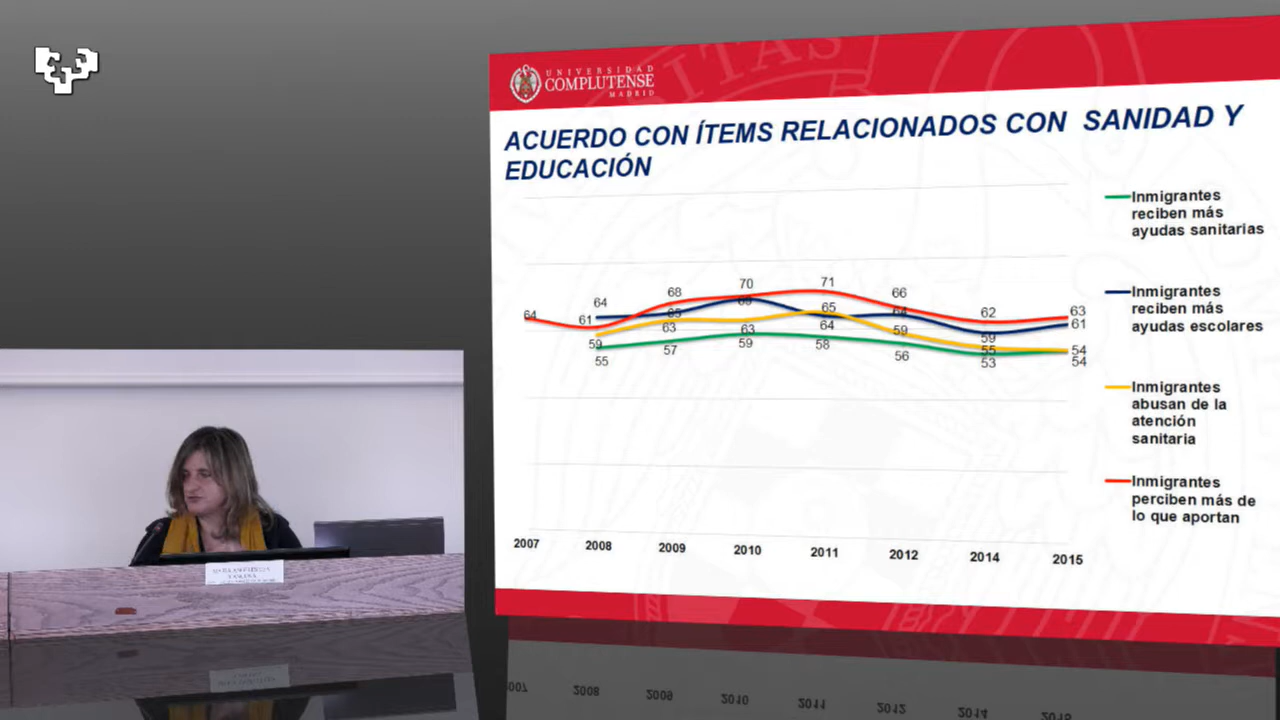 UNIVERSIDAD
COMPLUTENSE
MADRID
ACUERDO CON ÍTEMS RELACIONADOS CON SANIDAD Y
EDUCACIÓN
Inmigrantes
reciben más
ayudas sanitarias
Inmigrantes
reciben más
ayudas escolares
Inmigrantes
abusan de la
atención
sanitaria
Inmigrantes
perciben más de
lo que aportan
64 61 68 70 71 66 62 63
64 65 69 64 64 59 61
59 63 63 65 59 55 54
55 57 59 58 56 53 54
2007 2008 2009 2010 2011 2012 2014 2015